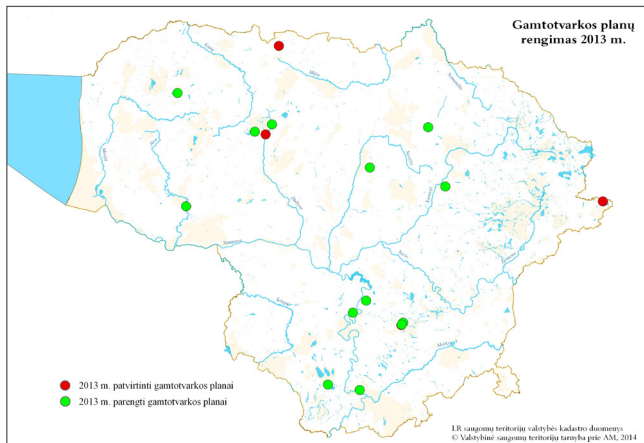 Gamtotvarkos planų
rengimas 2013 m.
2013 m. patvirtinti gamtotvarkos planai
2013 m. parengti gamtotvarkos planai
LR saugomų teritorijų valstybės kadastro duomenys
© Valstybinė saugomų teritorijų tarnyba prie AM, 2014